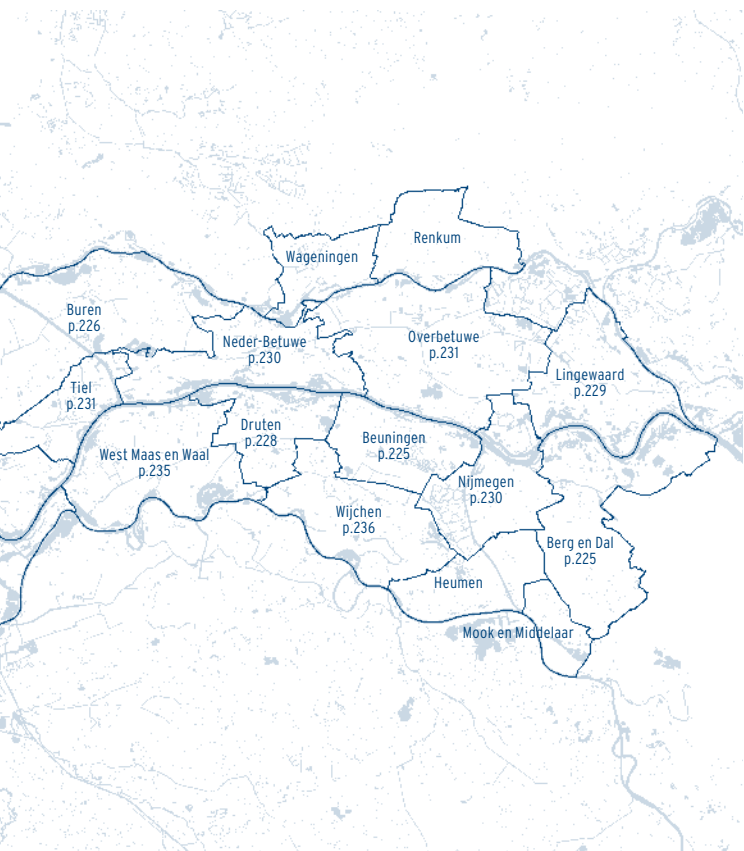 Renkum
Wageningen
Buren
p.226
Neder-Betuwe
p.230
Overbetuwe
p.231
Lingewaard
p.229
Tiel
p.231
Druten
p.228
Beuningen
p.225
West Maas en Waal
p.235
Nijmegen
p.230
Wijchen
p.236
Berg en Dal
p.225
Heumen
Mook en Middelaar